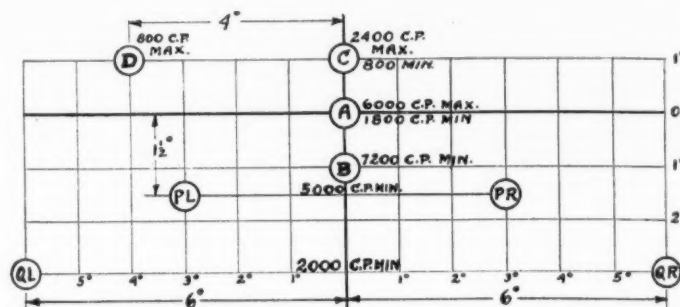 4°
800 C.P. MAX.
D
2400 C.P. MAX.
800 MIN.
C
1°
6000 C.P. MAX.
1800 C.P. MIN
A
0
1½°
7200 C.P. MIN.
B
1°
5000 C.P. MIN.
PL
PR
2
QL
5° 4° 3° 2° 1°
2000 C.P. MIN
1° 2° 3° 4° 5°
QR
6°
6°